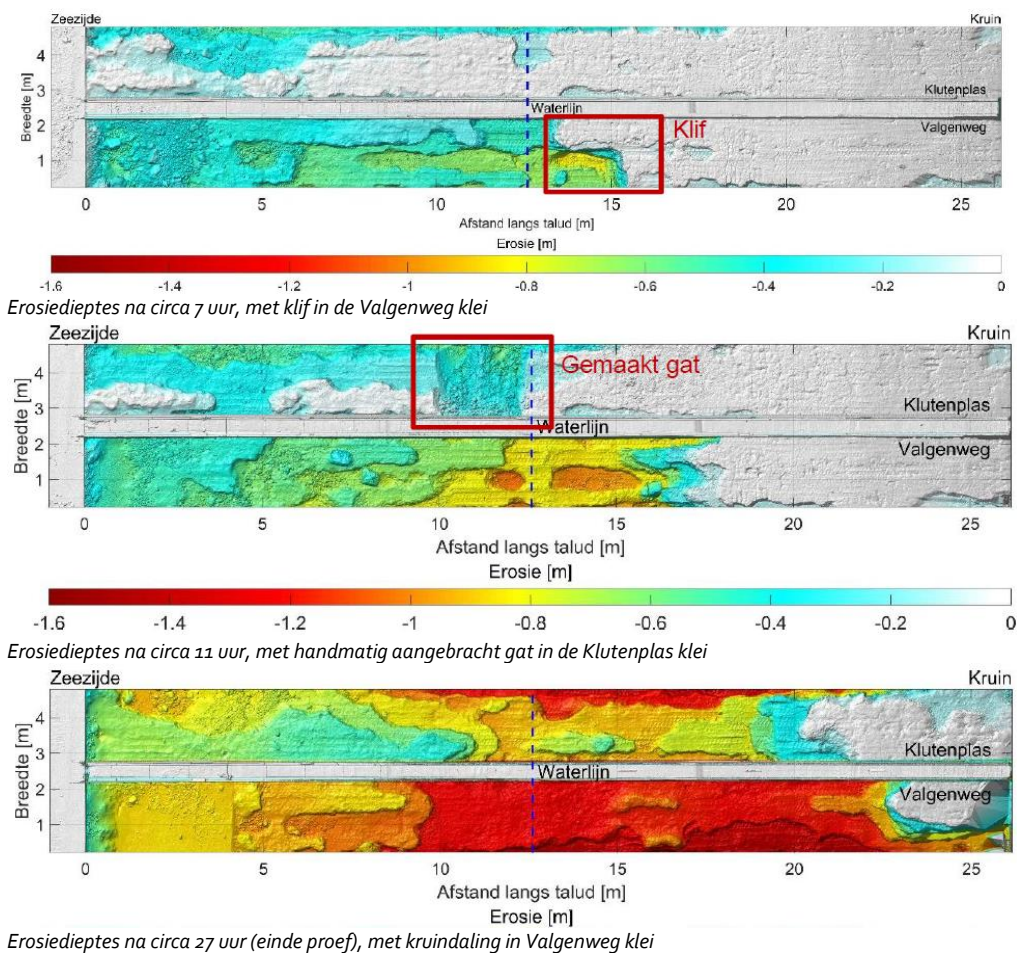 Zeezijde Kruin
4
Klutenplas
3
Breedte [m]
Waterlijn
2 Valgenweg
Klif
1
0 5 10 15 20 25
Afstand langs talud [m]
Erosie [m]
-1.6 -1.4 -1.2 -1 -0.8 -0.6 -0.4 -0.2 0
Erosiedieptes na circa 7 uur, met klif in de Valgenweg klei
Zeezijde Kruin
4 Gemaakt gat
3 Klutenplas
Breedte [m]
Waterlijn
2 Valgenweg
1
0 5 10 15 20 25
Afstand langs talud [m]
Erosie [m]
-1.6 -1.4 -1.2 -1 -0.8 -0.6 -0.4 -0.2 0
Erosiedieptes na circa 11 uur, met handmatig aangebracht gat in de Klutenplas klei
Zeezijde Kruin
4
3 Klutenplas
Breedte [m]
Waterlijn
2 Valgenweg
1
0 5 10 15 20 25
Afstand langs talud [m]
Erosie [m]
Erosiedieptes na circa 27 uur (einde proef), met kruindaling in Valgenweg klei